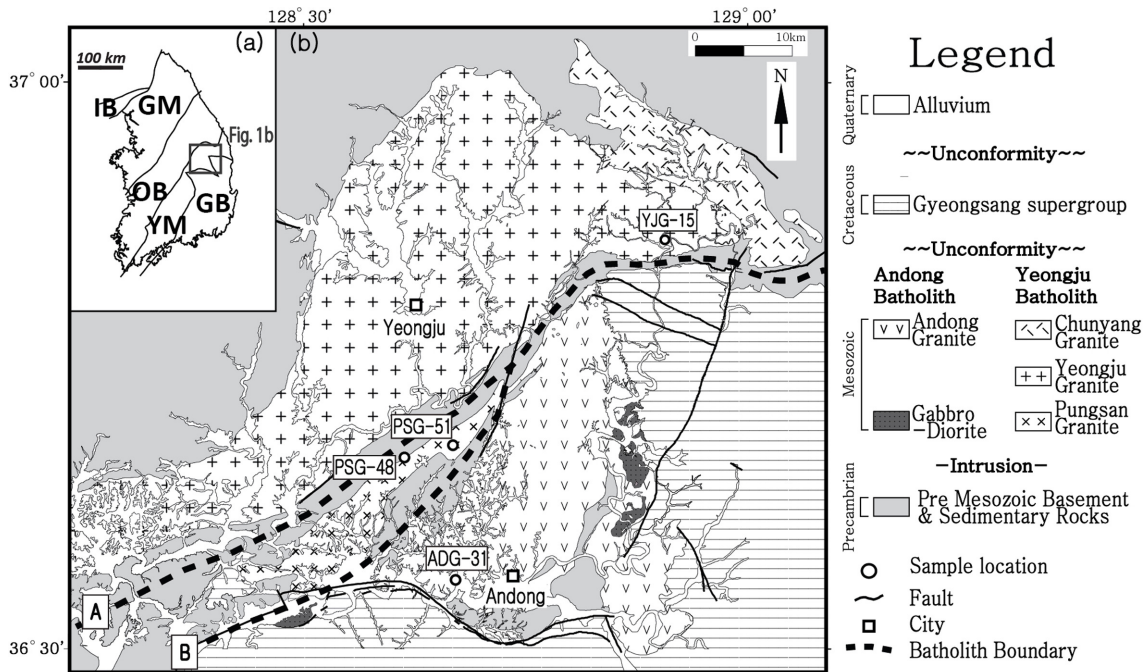 128° 30′
129° 00′
37° 00′
36° 30′
(a)
100 km
IB
GM
OB
GB
YM
Fig. 1b
(b)
0
10km
N
YJG-15
Yeongju
PSG-51
PSG-48
ADG-31
Andong
A
B
Legend
Quaternary
Alluvium
~~Unconformity~~
Cretaceous
Gyeongsang supergroup
~~Unconformity~~
Andong
Batholith
Yeongju
Batholith
Mesozoic
Andong
Granite
Gabbro
-Diorite
Chunyang
Granite
Yeongju
Granite
Pungsan
Granite
-Intrusion-
Precambrian
Pre Mesozoic Basement
& Sedimentary Rocks
Sample location
Fault
City
Batholith Boundary